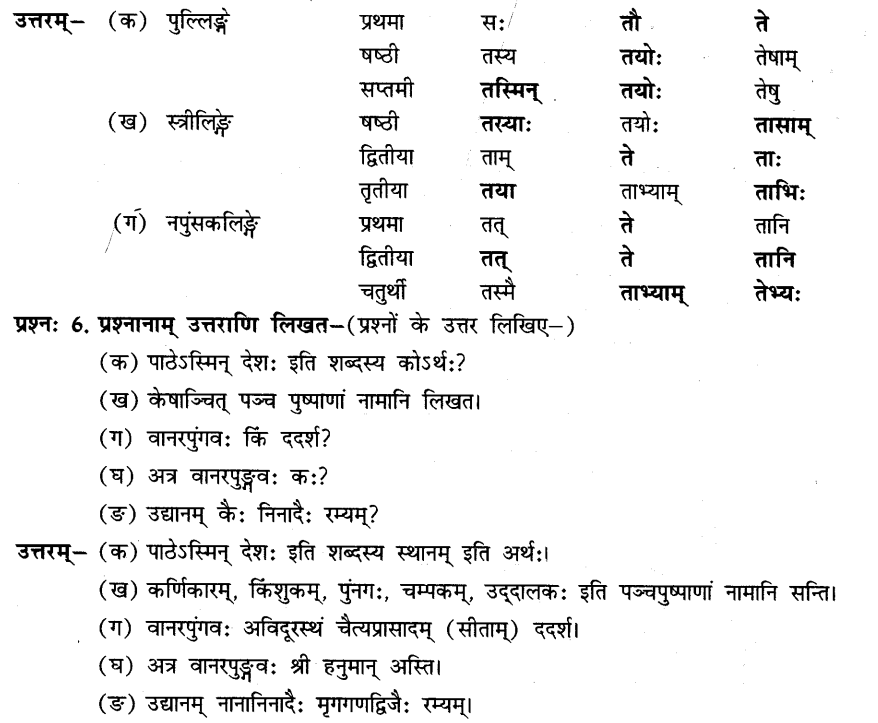 उत्तरम्– (क) पुल्लिङ्गे प्रथमा सः तौ ते
षष्ठी तस्य तयोः तेषाम्
सप्तमी तस्मिन् तयोः तेषु
(ख) स्त्रीलिङ्गे षष्ठी तस्याः तयोः तासाम्
द्वितीया ताम् ते ताः
तृतीया तया ताभ्याम् ताभिः
(ग) नपुंसकलिङ्गे प्रथमा तत् ते तानि
द्वितीया तत् ते तानि
चतुर्थी तस्मै ताभ्याम् तेभ्यः
प्रश्नः 6. प्रश्नानाम् उत्तराणि लिखत–(प्रश्नों के उत्तर लिखिए–)
(क) पाठेऽस्मिन् देशः इति शब्दस्य कोऽर्थः?
(ख) केषाञ्चित् पञ्च पुष्पाणां नामानि लिखत।
(ग) वानरपुंगवः किं ददर्श?
(घ) अत्र वानरपुङ्गवः कः?
(ङ) उद्यानम् कैः निनादैः रम्यम्?
उत्तरम्– (क) पाठेऽस्मिन् देशः इति शब्दस्य स्थानम् इति अर्थः।
(ख) कर्णिकारम्, किंशुकम्, पुंनगः, चम्पकम्, उद्‌दालकः इति पञ्चपुष्पाणां नामानि सन्ति।
(ग) वानरपुंगवः अविदूरस्थं चैत्यप्रासादम् (सीताम्) ददर्श।
(घ) अत्र वानरपुङ्गवः श्री हनुमान् अस्ति।
(ङ) उद्यानम् नानानिनादैः मृगगणद्विजैः रम्यम्।